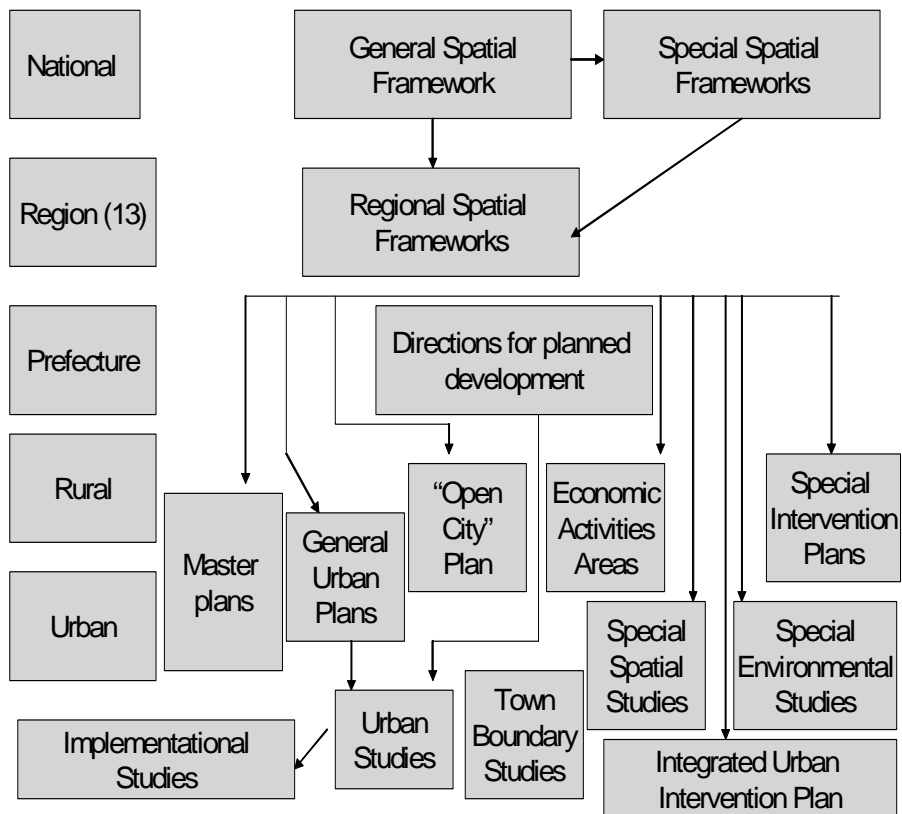 National
General Spatial
Framework
Special Spatial
Frameworks
Region (13)
Regional Spatial
Frameworks
Prefecture
Directions for planned
development
Rural
Master
plans
General
Urban
Plans
“Open
City”
Plan
Economic
Activities
Areas
Special
Intervention
Plans
Urban
Special
Spatial
Studies
Special
Environmental
Studies
Implementational
Studies
Urban
Studies
Town
Boundary
Studies
Integrated Urban
Intervention Plan